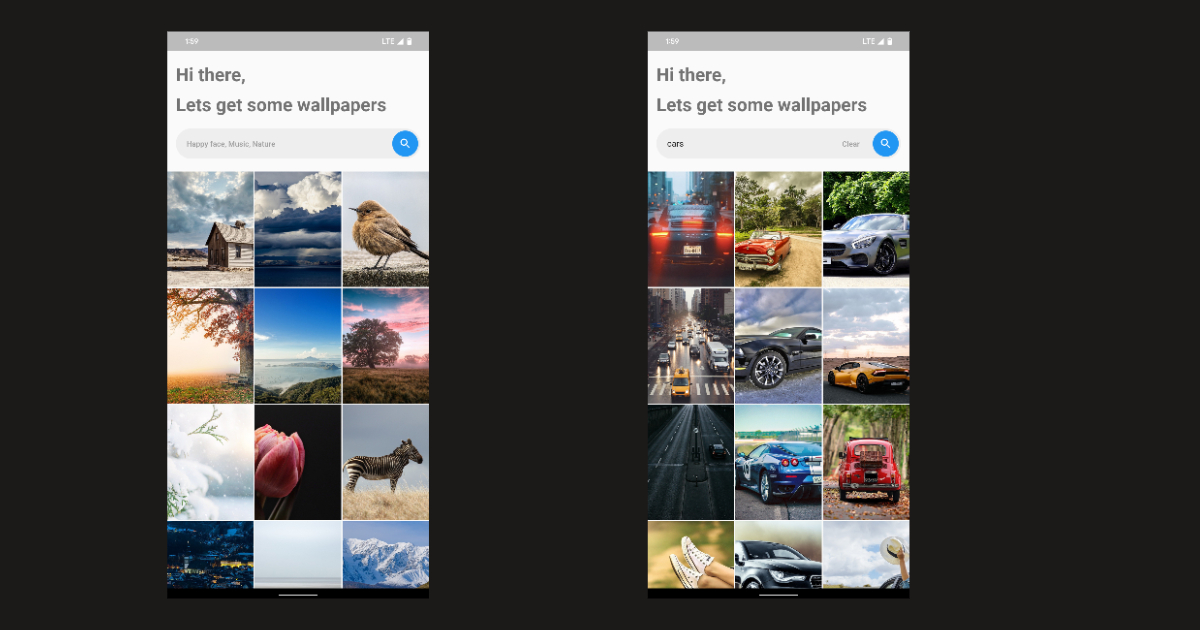 1:59
LTE
Hi there,
Lets get some wallpapers
Happy face, Music, Nature
1:59
LTE
Hi there,
Lets get some wallpapers
cars
Clear